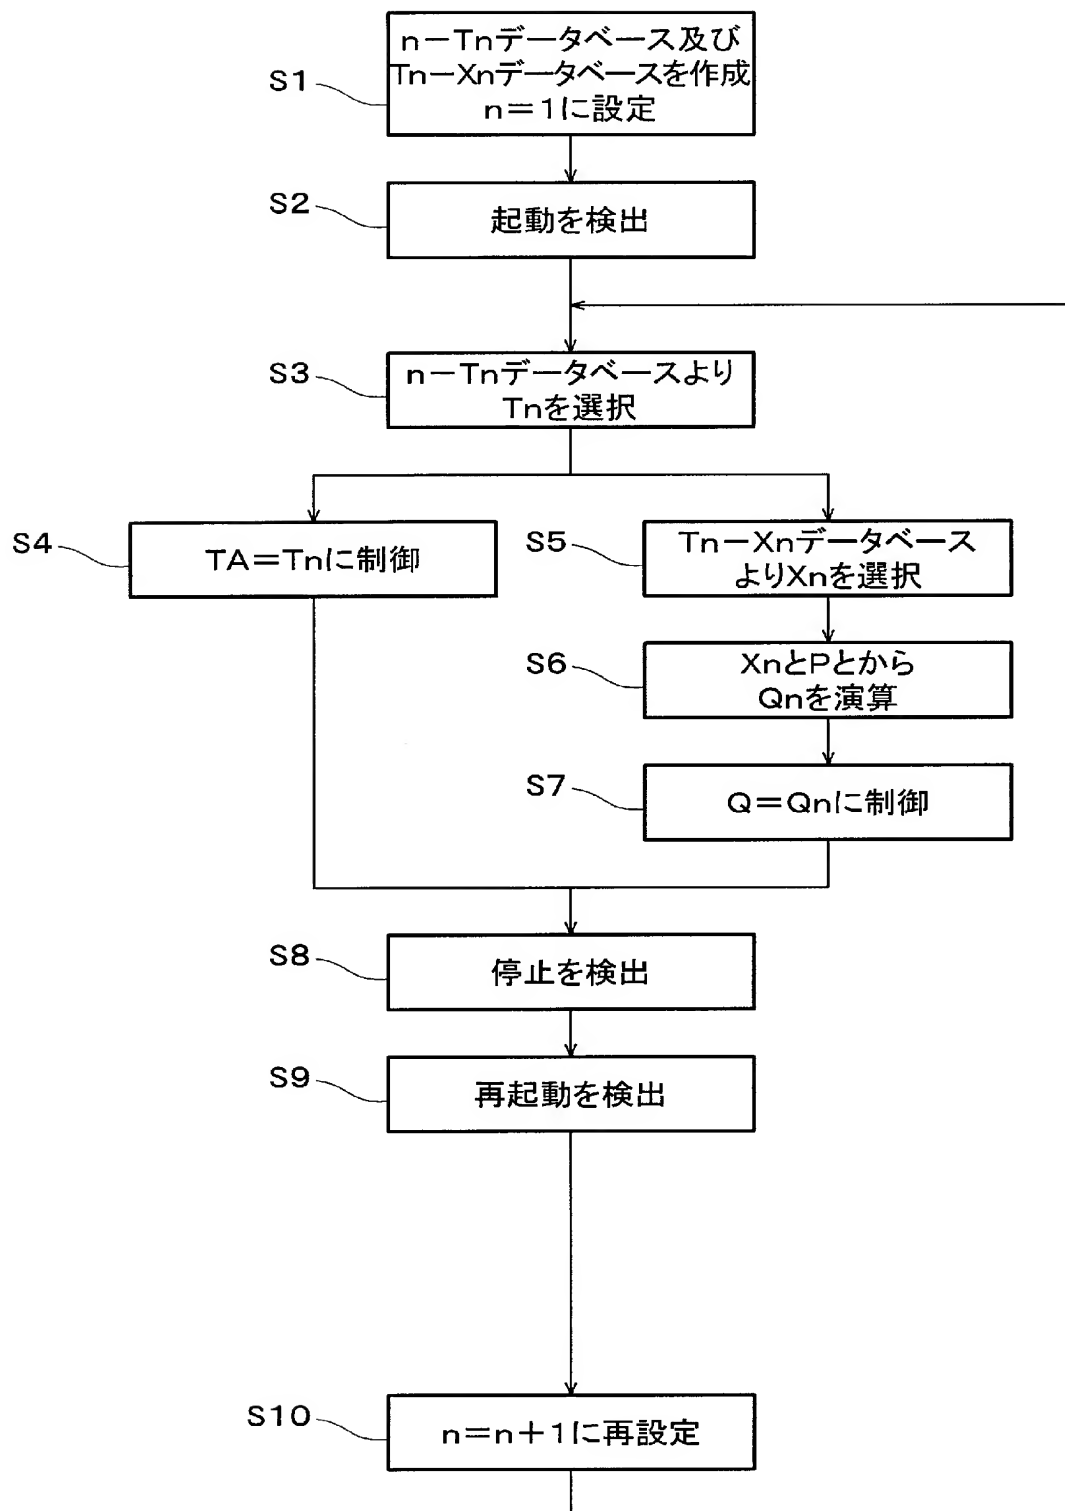 S1
n－Tnデータベース及び
Tn－Xnデータベースを作成
n＝1に設定
S2
起動を検出
S3
n－Tnデータベースより
Tnを選択
S4
TA＝Tnに制御
S5
Tn－Xnデータベース
よりXnを選択
S6
XnとPとから
Qnを演算
S7
Q＝Qnに制御
S8
停止を検出
S9
再起動を検出
S10
n＝n＋1に再設定